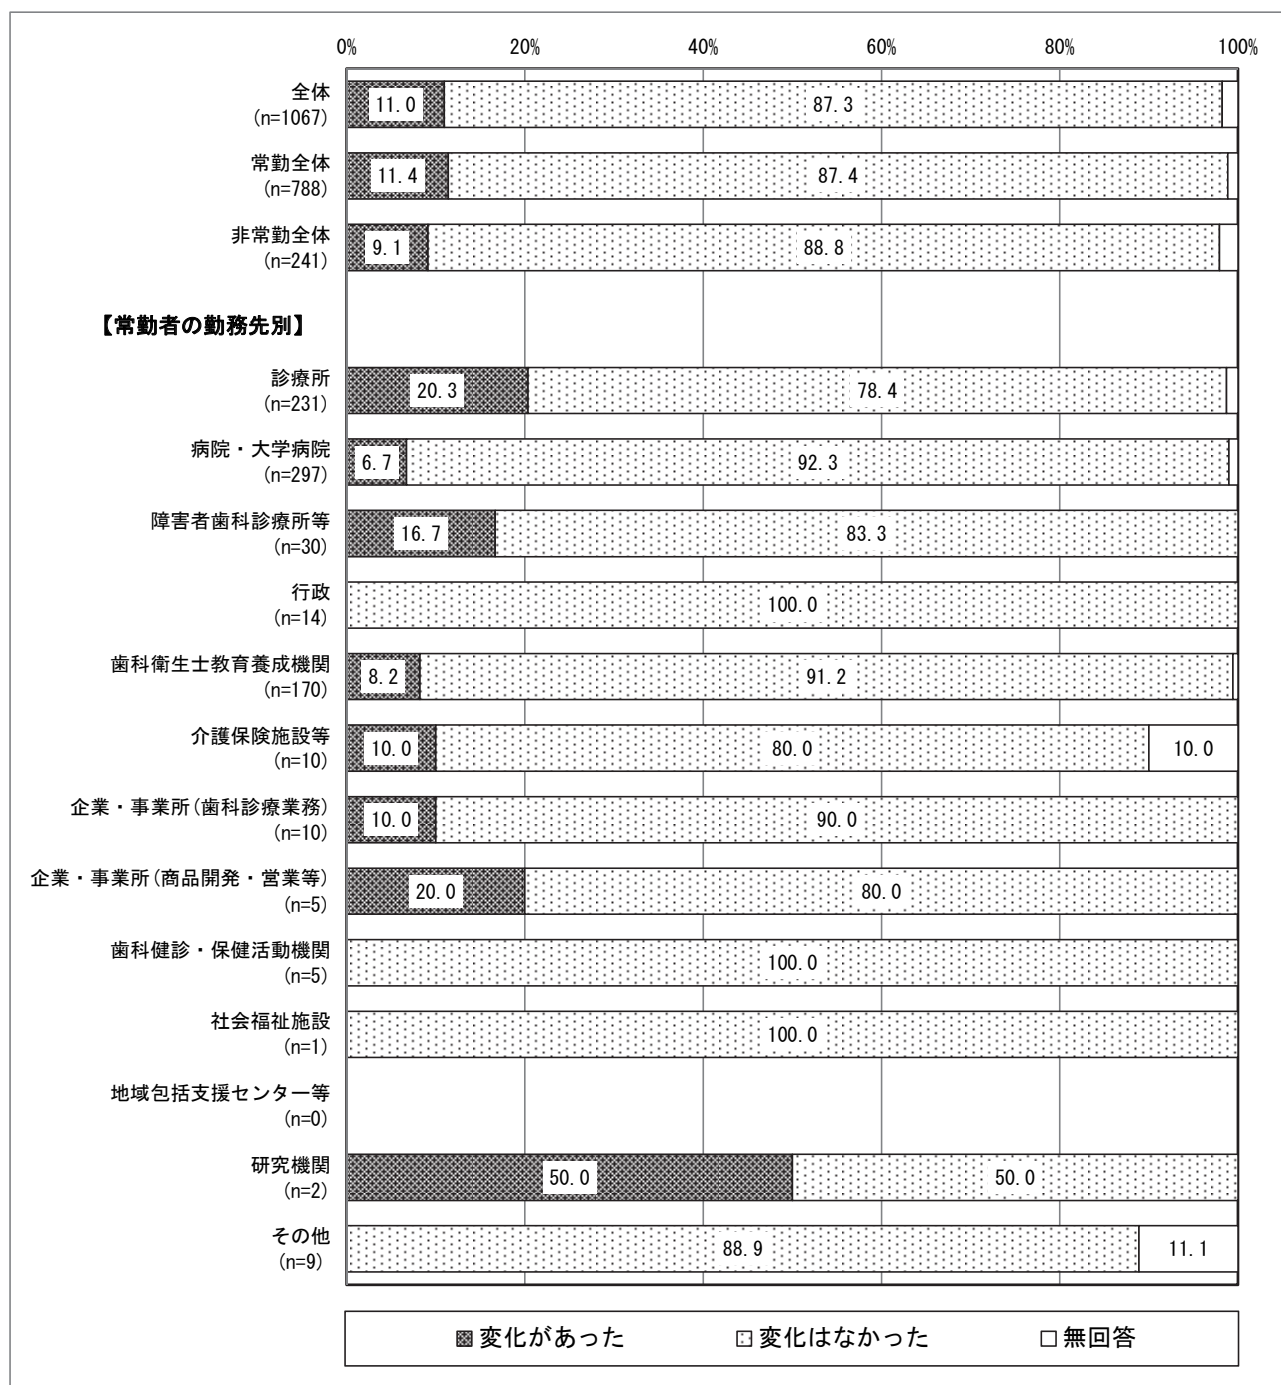 0% 20% 40% 60% 80% 100%
全体
(n=1067)
11.0 87.3
常勤全体
(n=788)
11.4 87.4
非常勤全体
(n=241)
9.1 88.8
【常勤者の勤務先別】
診療所
(n=231)
20.3 78.4
病院・大学病院
(n=297)
6.7 92.3
障害者歯科診療所等
(n=30)
16.7 83.3
行政
(n=14)
100.0
歯科衛生士教育養成機関
(n=170)
8.2 91.2
介護保険施設等
(n=10)
10.0 80.0 10.0
企業・事業所(歯科診療業務)
(n=10)
10.0 90.0
企業・事業所(商品開発・営業等)
(n=5)
20.0 80.0
歯科健診・保健活動機関
(n=5)
100.0
社会福祉施設
(n=1)
100.0
地域包括支援センター等
(n=0)
研究機関
(n=2)
50.0 50.0
その他
(n=9)
88.9 11.1
変化があった 変化はなかった 無回答